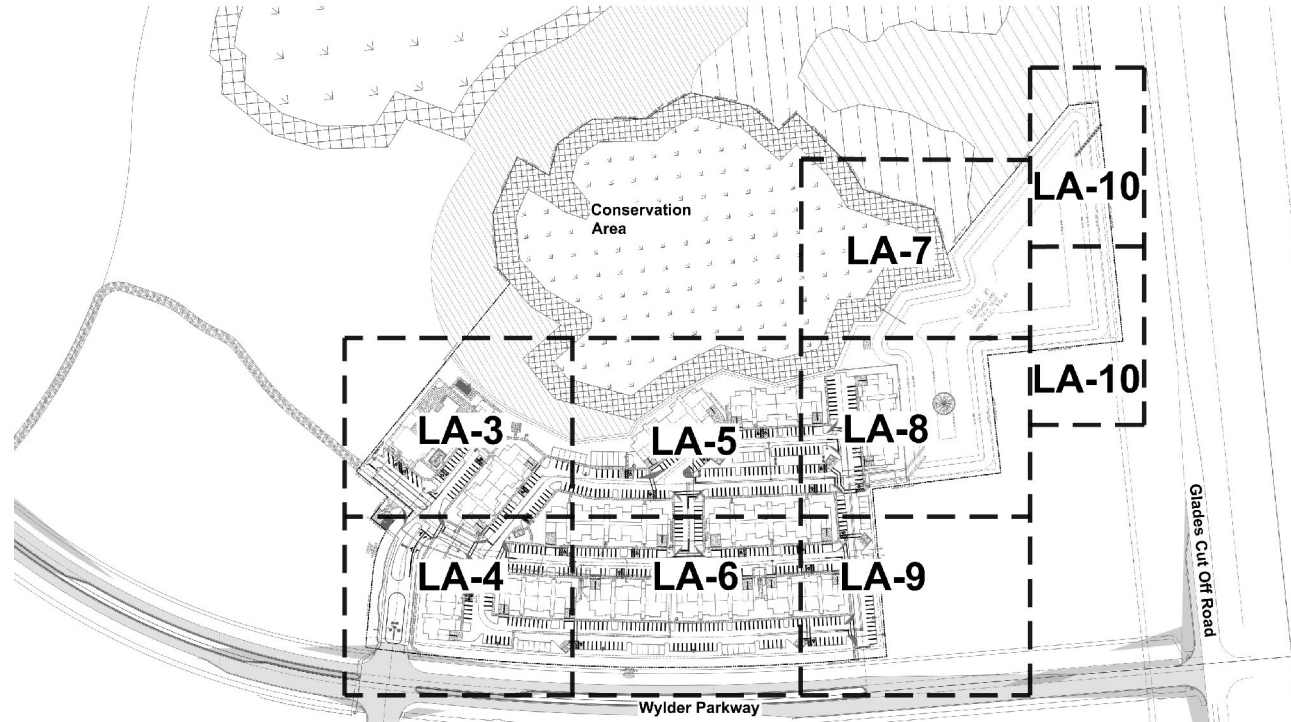 Conservation
Area
LA-10
LA-7
LA-10
LA-3
LA-5
LA-8
LA-4
LA-6
LA-9
Glades Cut Off Road
Wylder Parkway